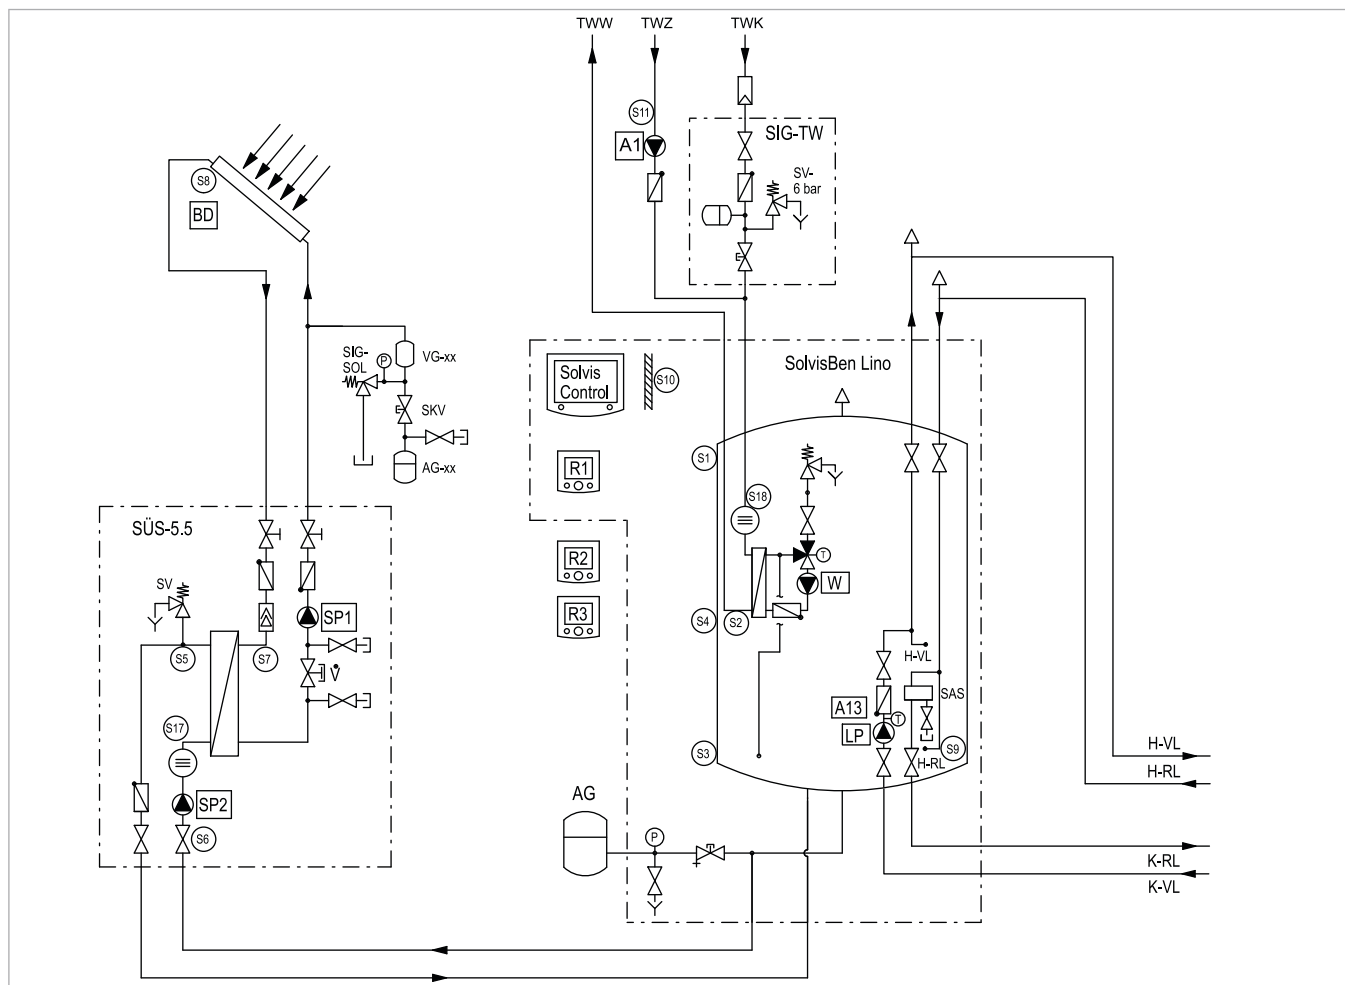 TWW
TWZ
TWK
S11
A1
SIG-TW
SV-
6 bar
S8
BD
SIG-
SOL
P
VG-xx
SKV
AG-xx
Solvis
Control
S10
SolvisBen Lino
R1
R2
R3
S1
S18
T
W
S4
S2
S3
H-VL
A13
T
LP
SAS
S9
H-RL
SÜS-5.5
SV
S5
S7
SP1
V
S17
SP2
S6
AG
P
H-VL
H-RL
K-RL
K-VL